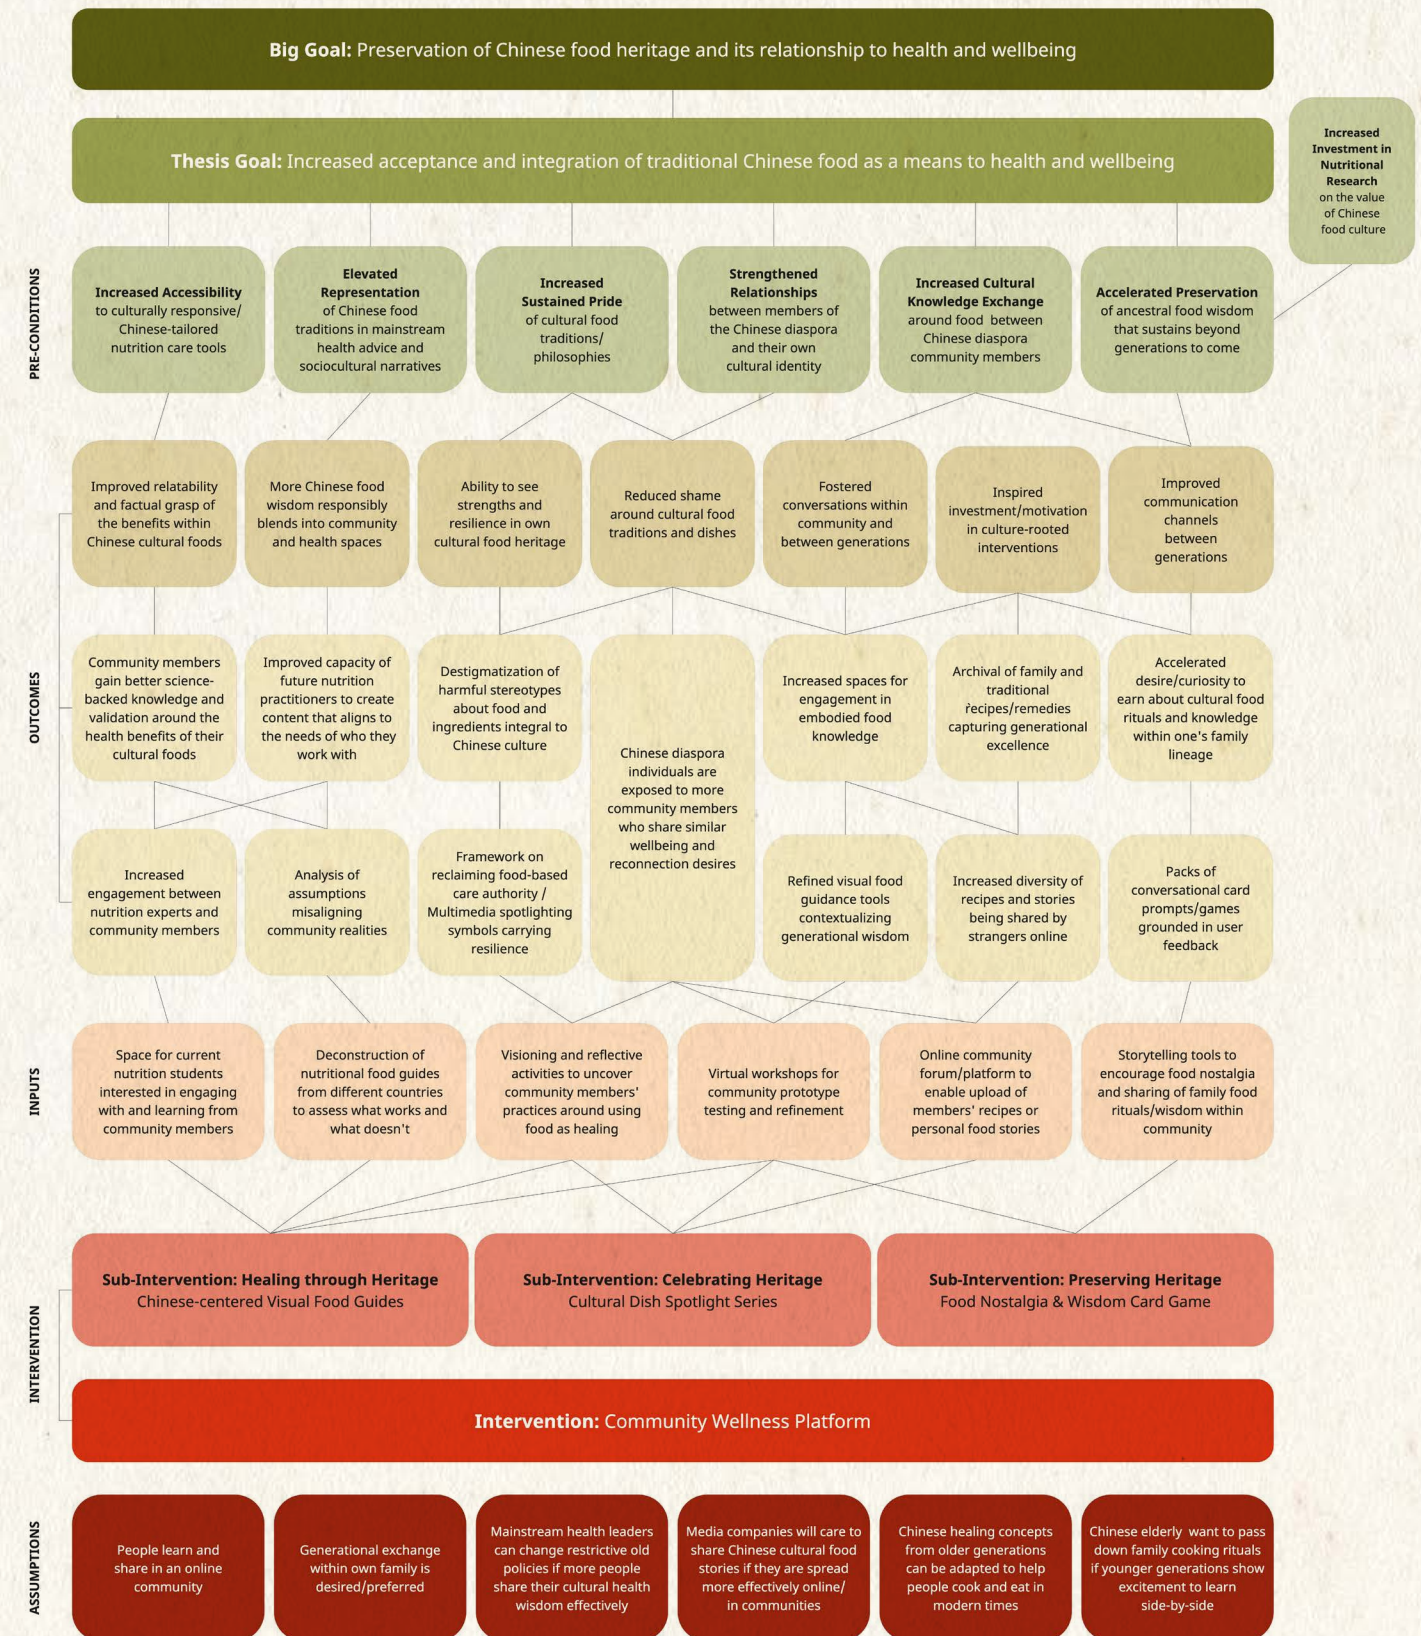 Big Goal: Preservation of Chinese food heritage and its relationship to health and wellbeing
Thesis Goal: Increased acceptance and integration of traditional Chinese food as a means to health and wellbeing
Increased
Investment in
Nutritional
Research
on the value
of Chinese
food culture
PRE-CONDITIONS
Increased Accessibility
to culturally responsive/
Chinese-tailored
nutrition care tools
Elevated
Representation
of Chinese food
traditions in mainstream
health advice and
sociocultural narratives
Increased
Sustained Pride
of cultural food
traditions/
philosophies
Strengthened
Relationships
between members of
the Chinese diaspora
and their own
cultural identity
Increased Cultural
Knowledge Exchange
around food between
Chinese diaspora
community members
Accelerated Preservation
of ancestral food wisdom
that sustains beyond
generations to come
OUTCOMES
Improved relatability
and factual grasp of
the benefits within
Chinese cultural foods
More Chinese food
wisdom responsibly
blends into community
and health spaces
Ability to see
strengths and
resilience in own
cultural food heritage
Reduced shame
around cultural food
traditions and dishes
Fostered
conversations within
community and
between generations
Inspired
investment/motivation
in culture-rooted
interventions
Improved
communication
channels
between
generations
Community members
gain better science-
backed knowledge and
validation around the
health benefits of their
cultural foods
Improved capacity of
future nutrition
practitioners to create
content that aligns to
the needs of who they
work with
Destigmatization of
harmful stereotypes
about food and
ingredients integral to
Chinese culture
Chinese diaspora
individuals are
exposed to more
community members
who share similar
wellbeing and
reconnection desires
Increased spaces for
engagement in
embodied food
knowledge
Archival of family and
traditional
recipes/remedies
capturing generational
excellence
Accelerated
desire/curiosity to
earn about cultural food
rituals and knowledge
within one's family
lineage
Increased
engagement between
nutrition experts and
community members
Analysis of
assumptions
misaligning
community realities
Framework on
reclaiming food-based
care authority /
Multimedia spotlighting
symbols carrying
resilience
Refined visual food
guidance tools
contextualizing
generational wisdom
Increased diversity of
recipes and stories
being shared by
strangers online
Packs of
conversational card
prompts/games
grounded in user
feedback
INPUTS
Space for current
nutrition students
interested in engaging
with and learning from
community members
Deconstruction of
nutritional food guides
from different countries
to assess what works and
what doesn't
Visioning and reflective
activities to uncover
community members'
practices around using
food as healing
Virtual workshops for
community prototype
testing and refinement
Online community
forum/platform to
enable upload of
members' recipes or
personal food stories
Storytelling tools to
encourage food nostalgia
and sharing of family food
rituals/wisdom within
community
INTERVENTION
Sub-Intervention: Healing through Heritage
Chinese-centered Visual Food Guides
Sub-Intervention: Celebrating Heritage
Cultural Dish Spotlight Series
Sub-Intervention: Preserving Heritage
Food Nostalgia & Wisdom Card Game
Intervention: Community Wellness Platform
ASSUMPTIONS
People learn and
share in an online
community
Generational exchange
within own family is
desired/preferred
Mainstream health leaders
can change restrictive old
policies if more people
share their cultural health
wisdom effectively
Media companies will care to
share Chinese cultural food
stories if they are spread
more effectively online/
in communities
Chinese healing concepts
from older generations
can be adapted to help
people cook and eat in
modern times
Chinese elderly want to pass
down family cooking rituals
if younger generations show
excitement to learn
side-by-side